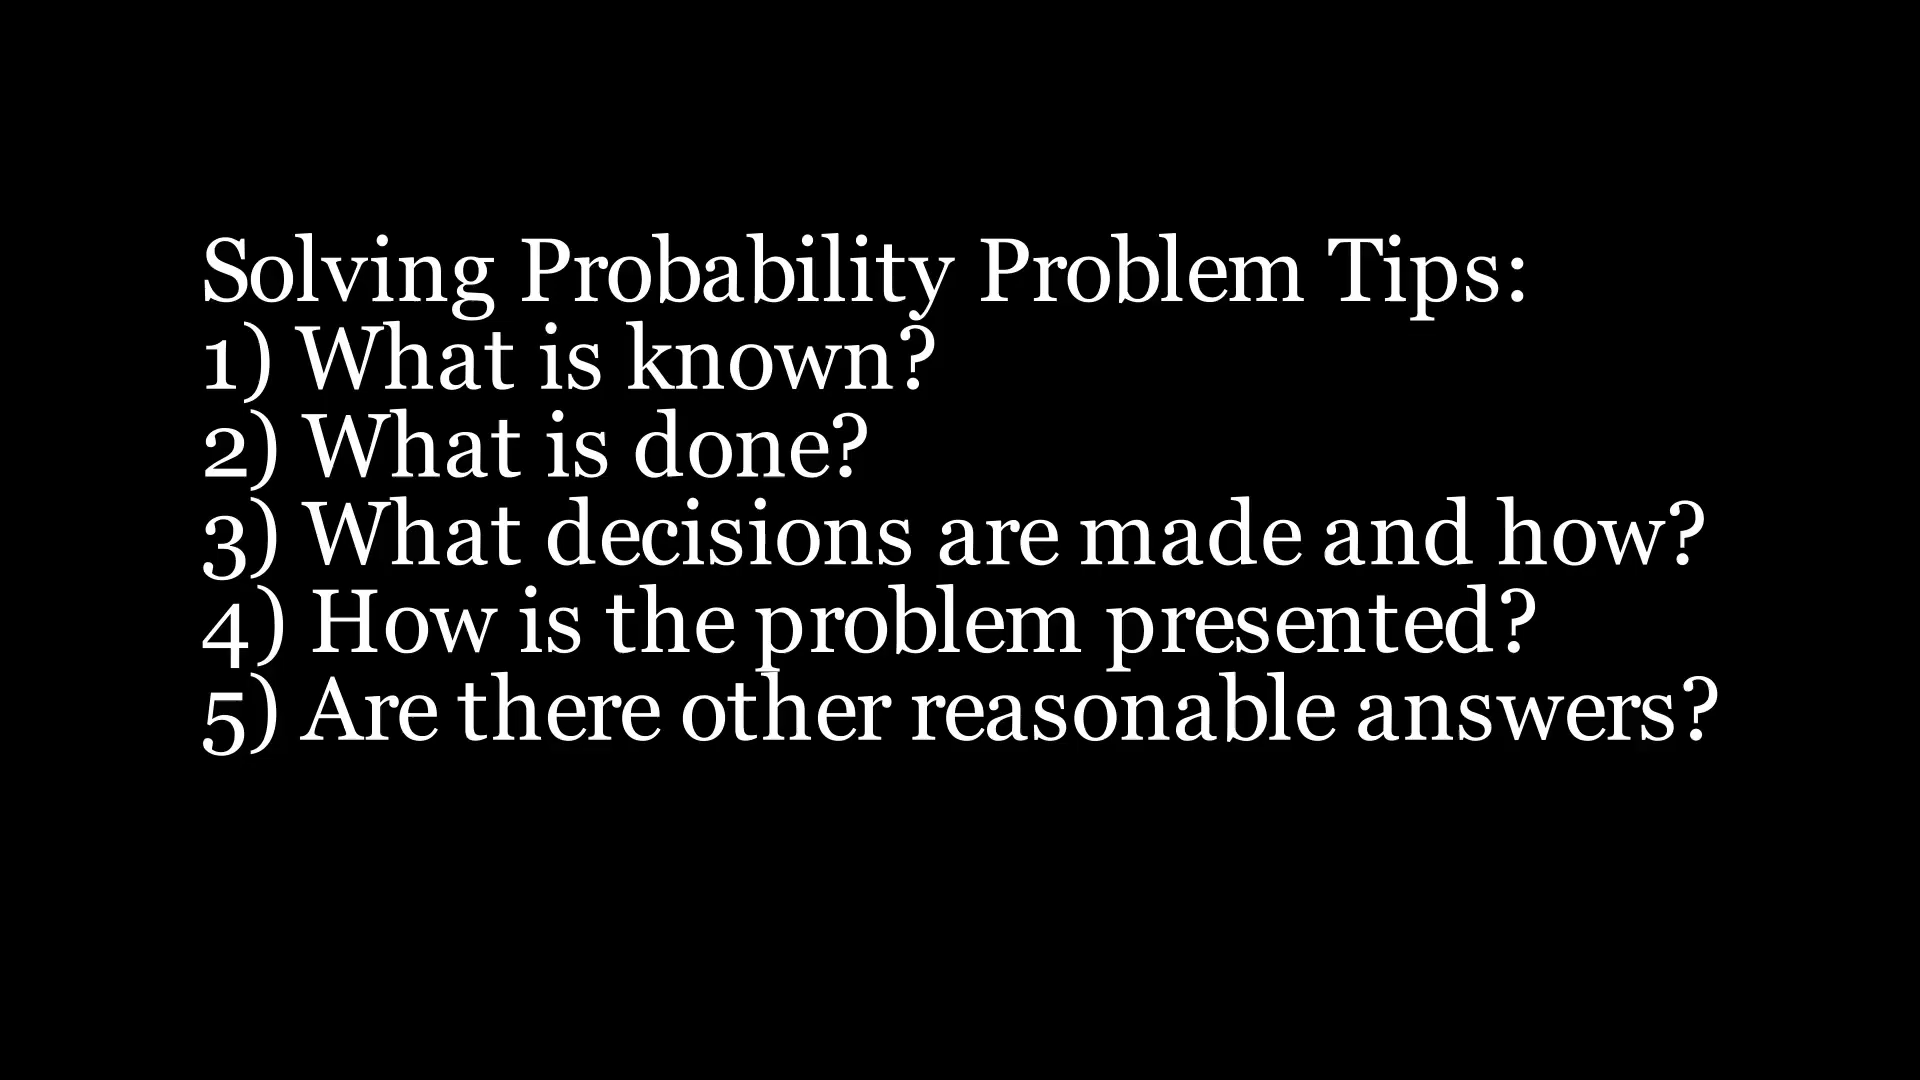 Solving Probability Problem Tips:
1) What is known?
2) What is done?
3) What decisions are made and how?
4) How is the problem presented?
5) Are there other reasonable answers?